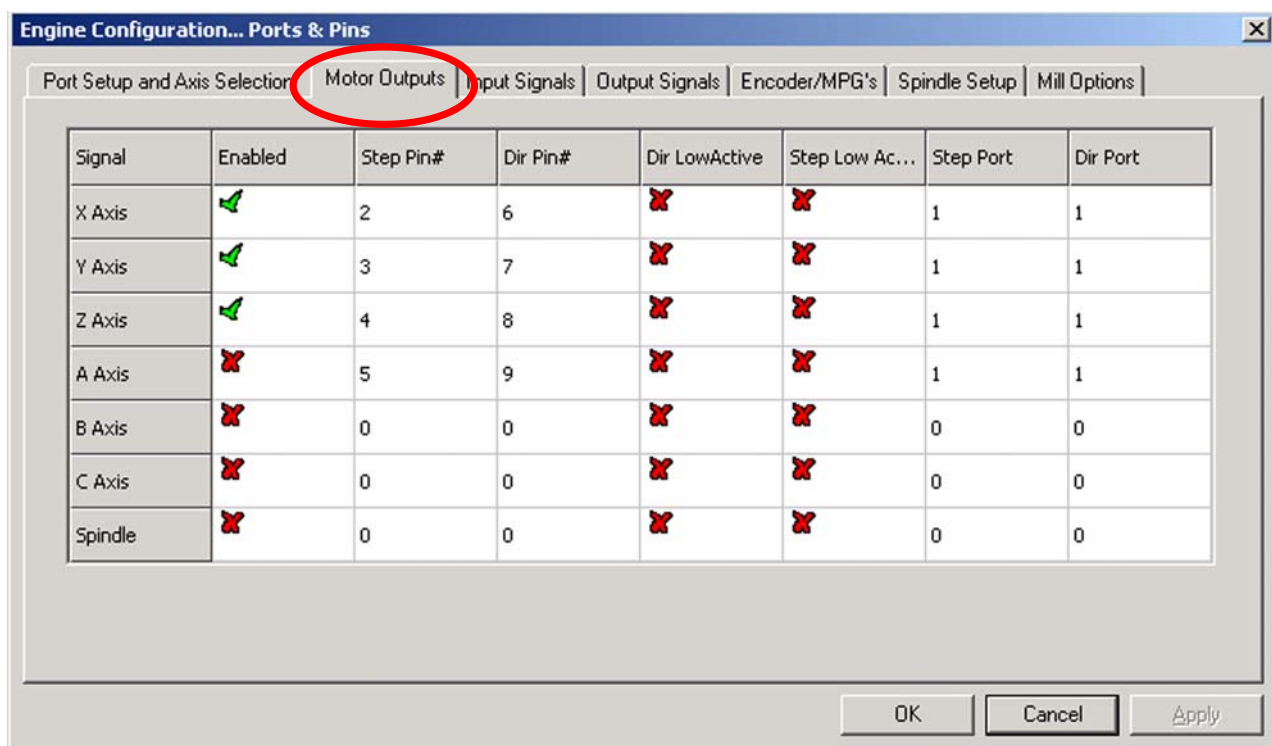 Engine Configuration... Ports & Pins
Port Setup and Axis Selection Motor Outputs Input Signals Output Signals Encoder/MPG's Spindle Setup Mill Options
Signal Enabled Step Pin# Dir Pin# Dir LowActive Step Low Ac... Step Port Dir Port
X Axis 2 6 1 1
Y Axis 3 7 1 1
Z Axis 4 8 1 1
A Axis 5 9 1 1
B Axis 0 0 0 0
C Axis 0 0 0 0
Spindle 0 0 0 0
OK Cancel Apply